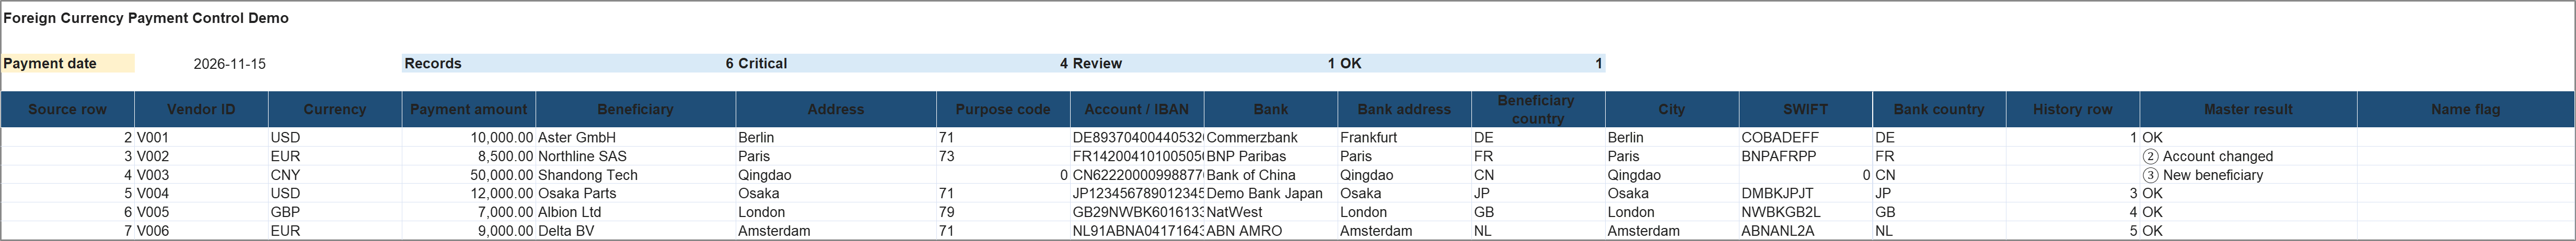 Foreign Currency Payment Control Demo
Payment date 2026-11-15 Records 6 Critical 4 Review 1 OK 1
Source row Vendor ID Currency Payment amount Beneficiary Address Purpose code Account / IBAN Bank Bank address Beneficiary country City SWIFT Bank country History row Master result Name flag
2 V001 USD 10,000.00 Aster GmbH Berlin 71 DE89370400440532 Commerzbank Frankfurt DE Berlin COBADEFF DE 1 OK
3 V002 EUR 8,500.00 Northline SAS Paris 73 FR1420041010050 BNP Paribas Paris FR Paris BNPAFRPP FR ② Account changed
4 V003 CNY 50,000.00 Shandong Tech Qingdao 0 CN62220000998877 Bank of China Qingdao CN Qingdao 0 CN ③ New beneficiary
5 V004 USD 12,000.00 Osaka Parts Osaka 71 JP123456789012345 Demo Bank Japan Osaka JP Osaka DMBKJPJT JP 3 OK
6 V005 GBP 7,000.00 Albion Ltd London 79 GB29NWBK6016133 NatWest London GB London NWBKGB2L GB 4 OK
7 V006 EUR 9,000.00 Delta BV Amsterdam 71 NL91ABNA0417164 ABN AMRO Amsterdam NL Amsterdam ABNANL2A NL 5 OK